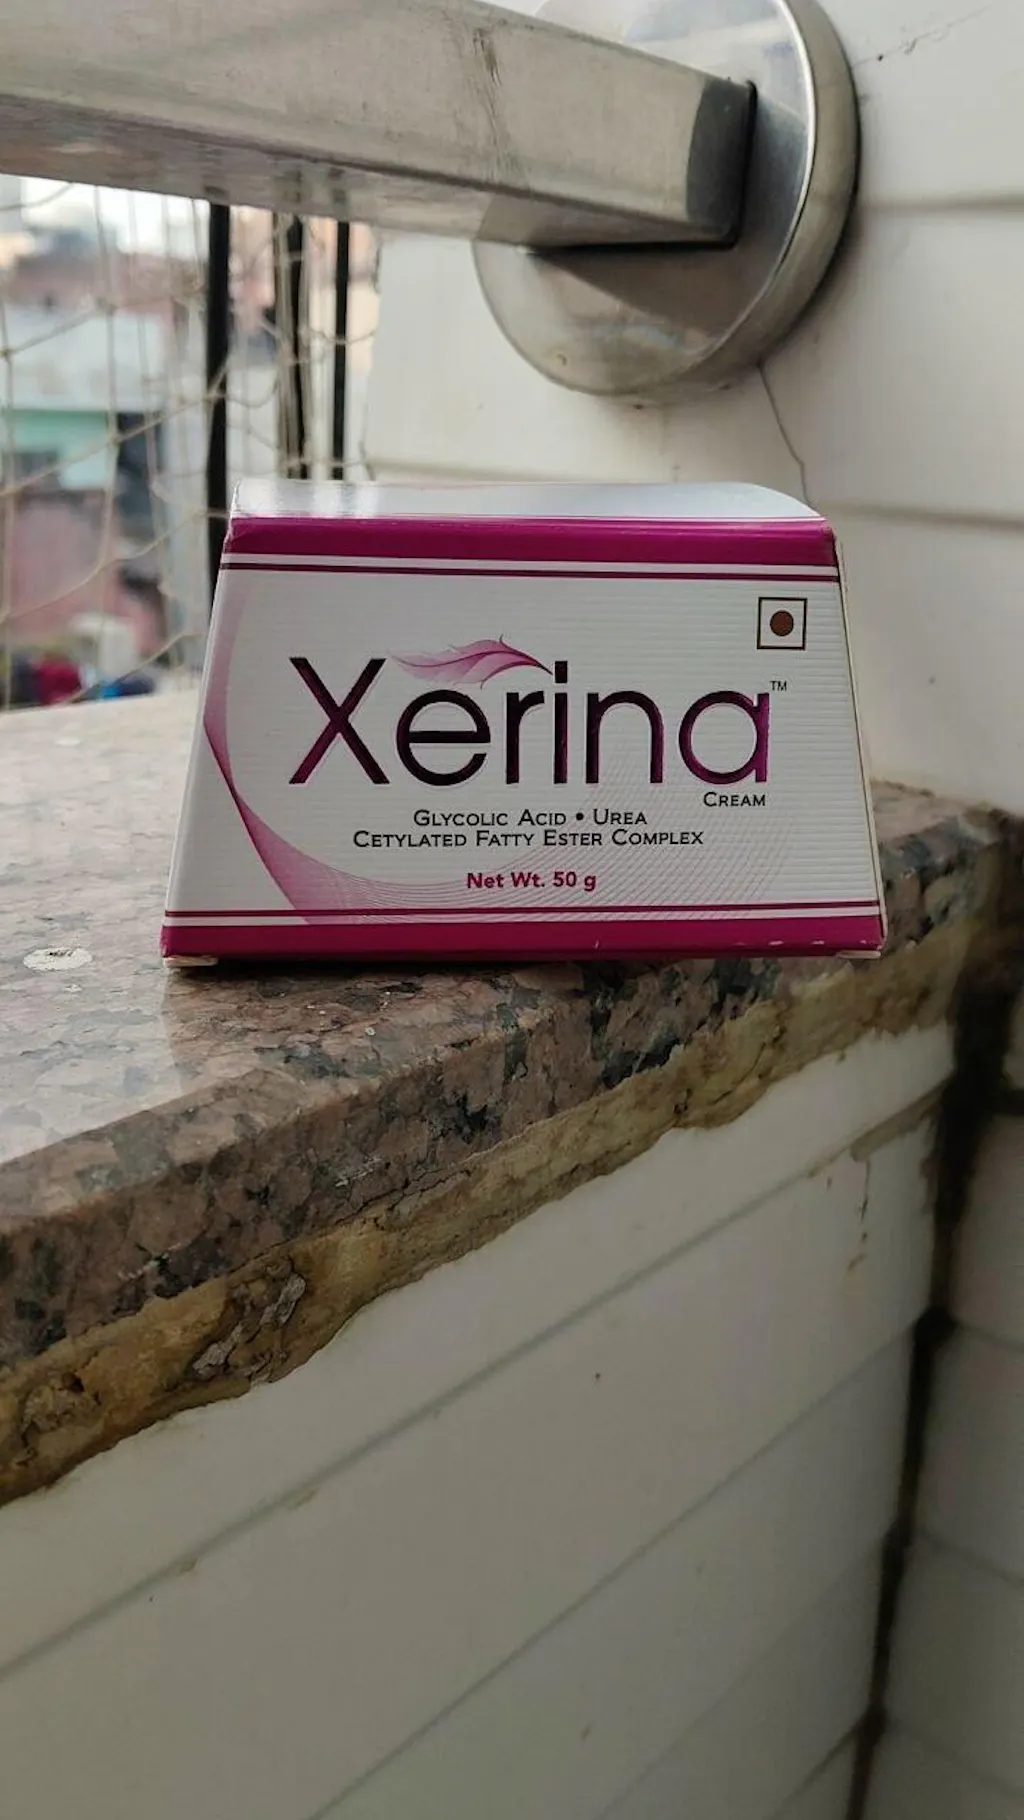 Xerina™
CREAM
GLYCOLIC ACID • UREA
CETYLATED FATTY ESTER COMPLEX
Net Wt. 50 g